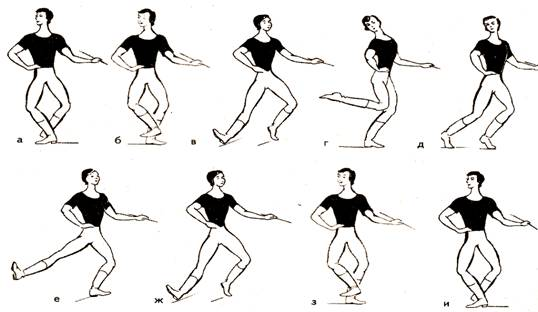 а б в г д
е ж з и